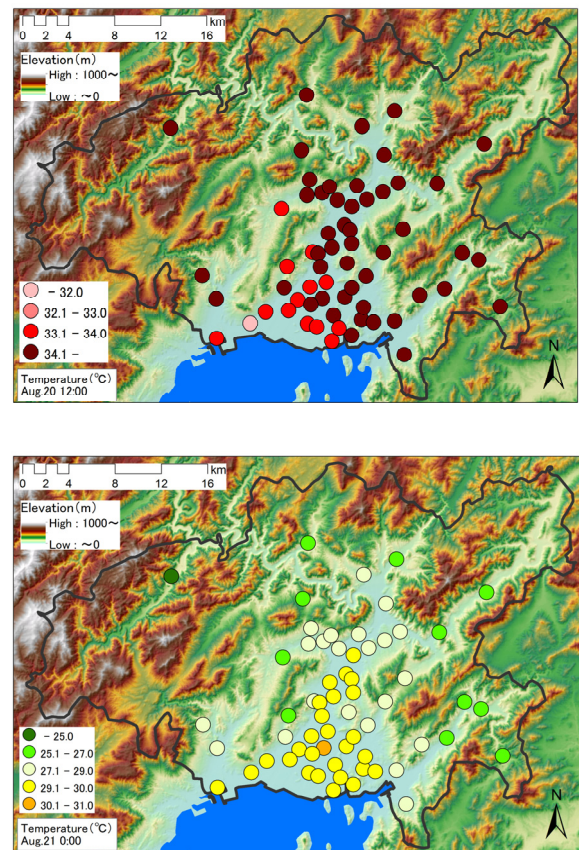 km
0 2 4 8 12 16
Elevation(m)
High : 1000~
Low : ~0
- 32.0
32.1 - 33.0
33.1 - 34.0
34.1 -
Temperature(℃)
Aug.20 12:00
N
km
0 2 4 8 12 16
Elevation(m)
High : 1000~
Low : ~0
- 25.0
25.1 - 27.0
27.1 - 29.0
29.1 - 30.0
30.1 - 31.0
Temperature(℃)
Aug.21 0:00
N